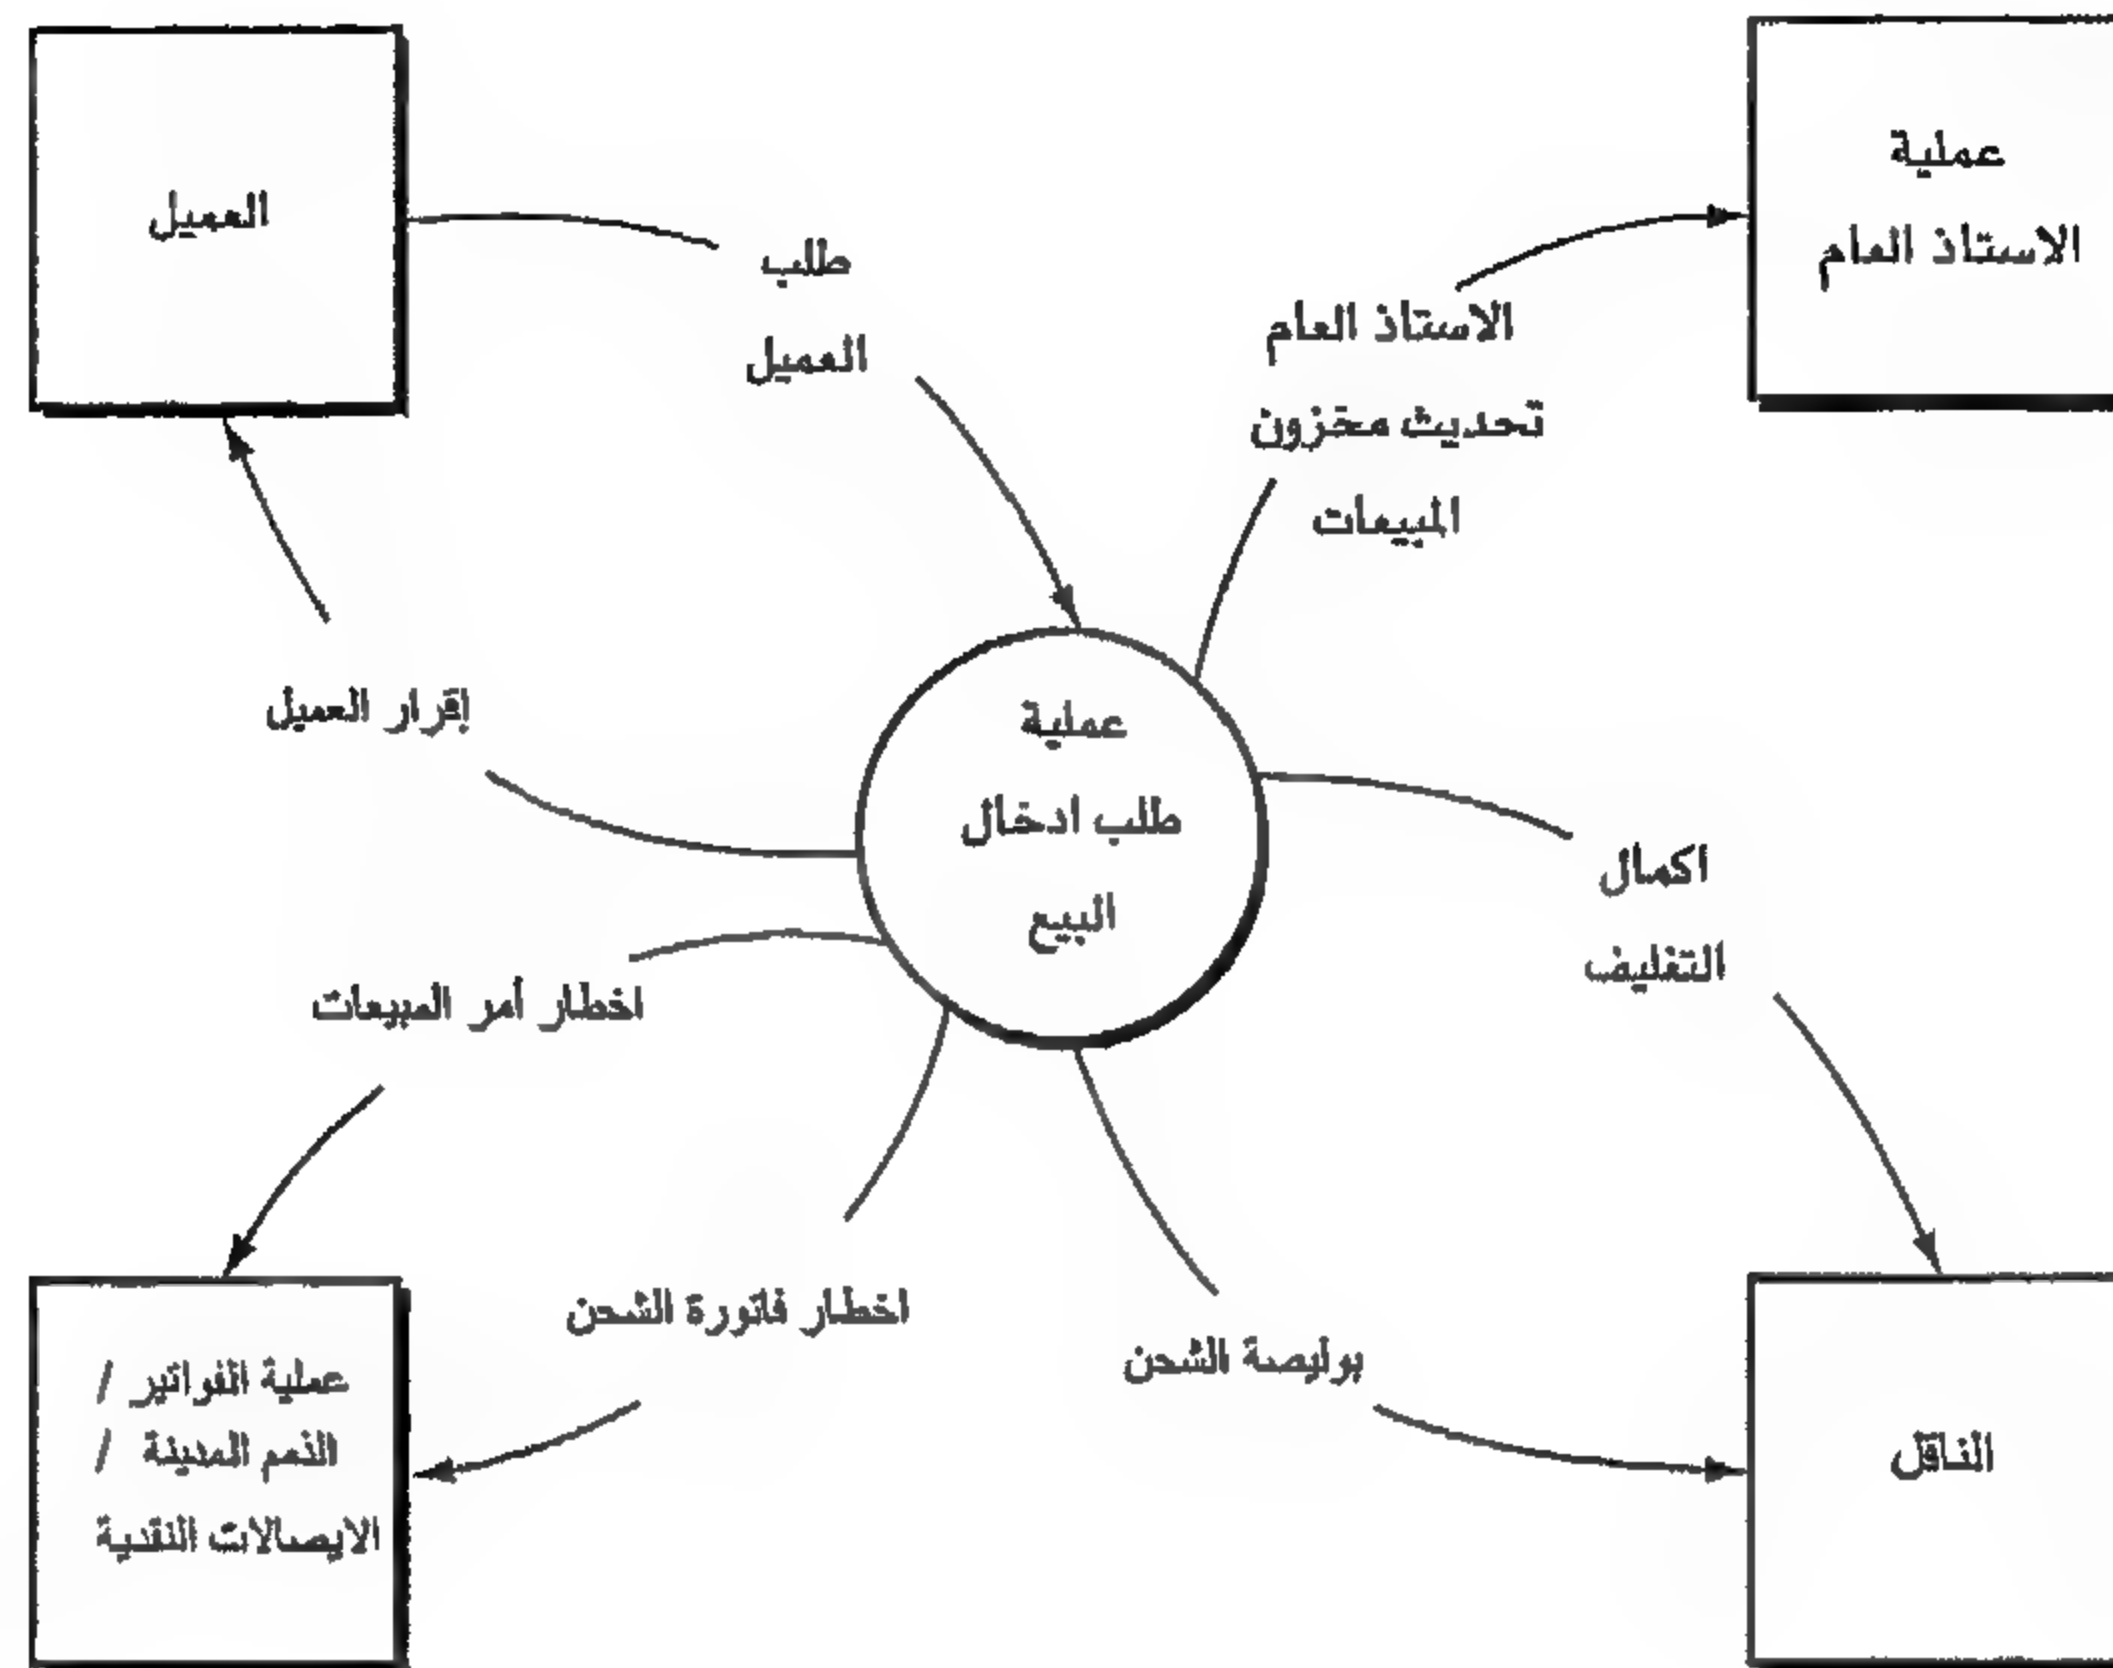 العميل
عملية
الاستاذ العام
طلب
العميل
الاستاذ العام
تحديث مخزون
المبيعات
إقرار العميل
عملية
طلب ادخال
البيع
اكمال
التغليف
اخطار أمر المبيعات
اخطار فاتورة الشحن
بوليصة الشحن
عملية الفواتير /
الذمم المدينة /
الايصالات النقدية
الناقل